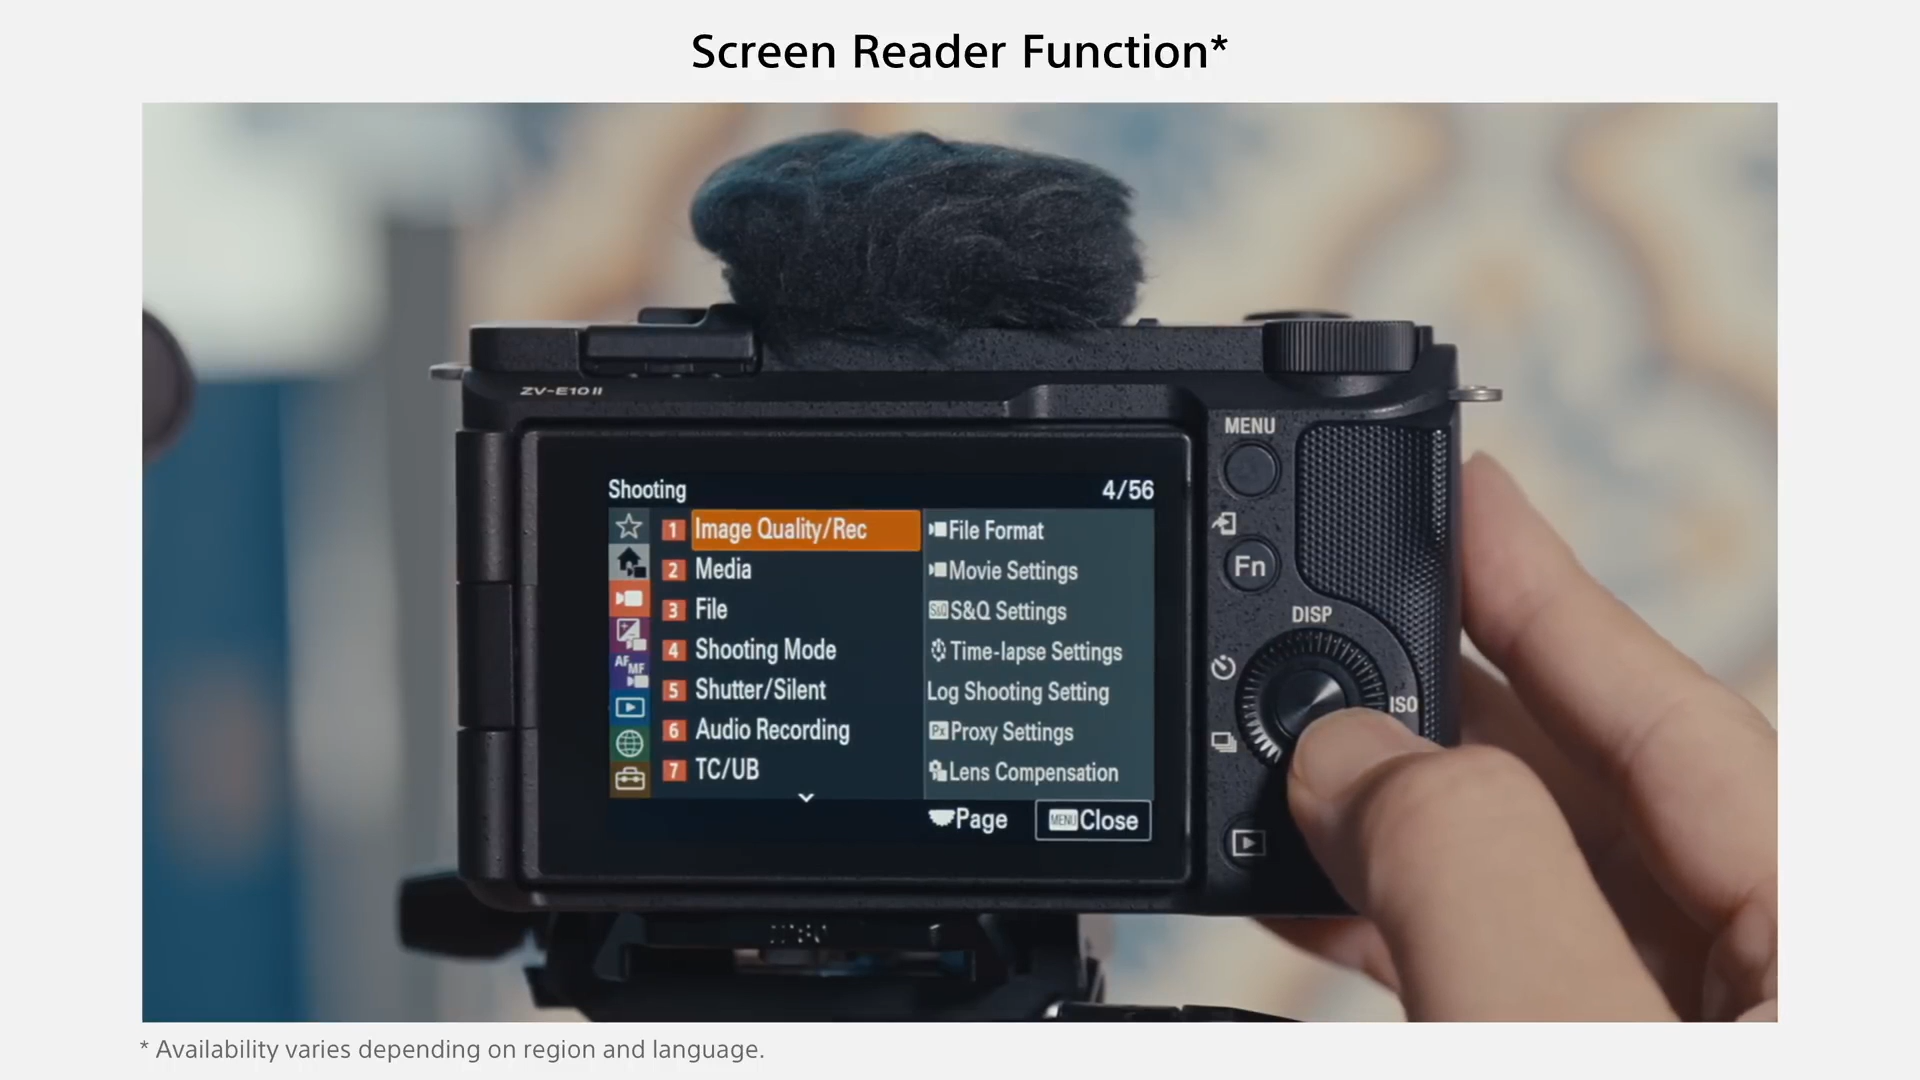 Screen Reader Function*
ZV-E10 II
MENU
Shooting 4/56
1 Image Quality/Rec
2 Media
3 File
4 Shooting Mode
5 Shutter/Silent
6 Audio Recording
7 TC/UB
AF MF
File Format
Movie Settings
S&Q S&Q Settings
Time-lapse Settings
Log Shooting Setting
Px Proxy Settings
Lens Compensation
Page
MENU Close
Fn
DISP
ISO
* Availability varies depending on region and language.